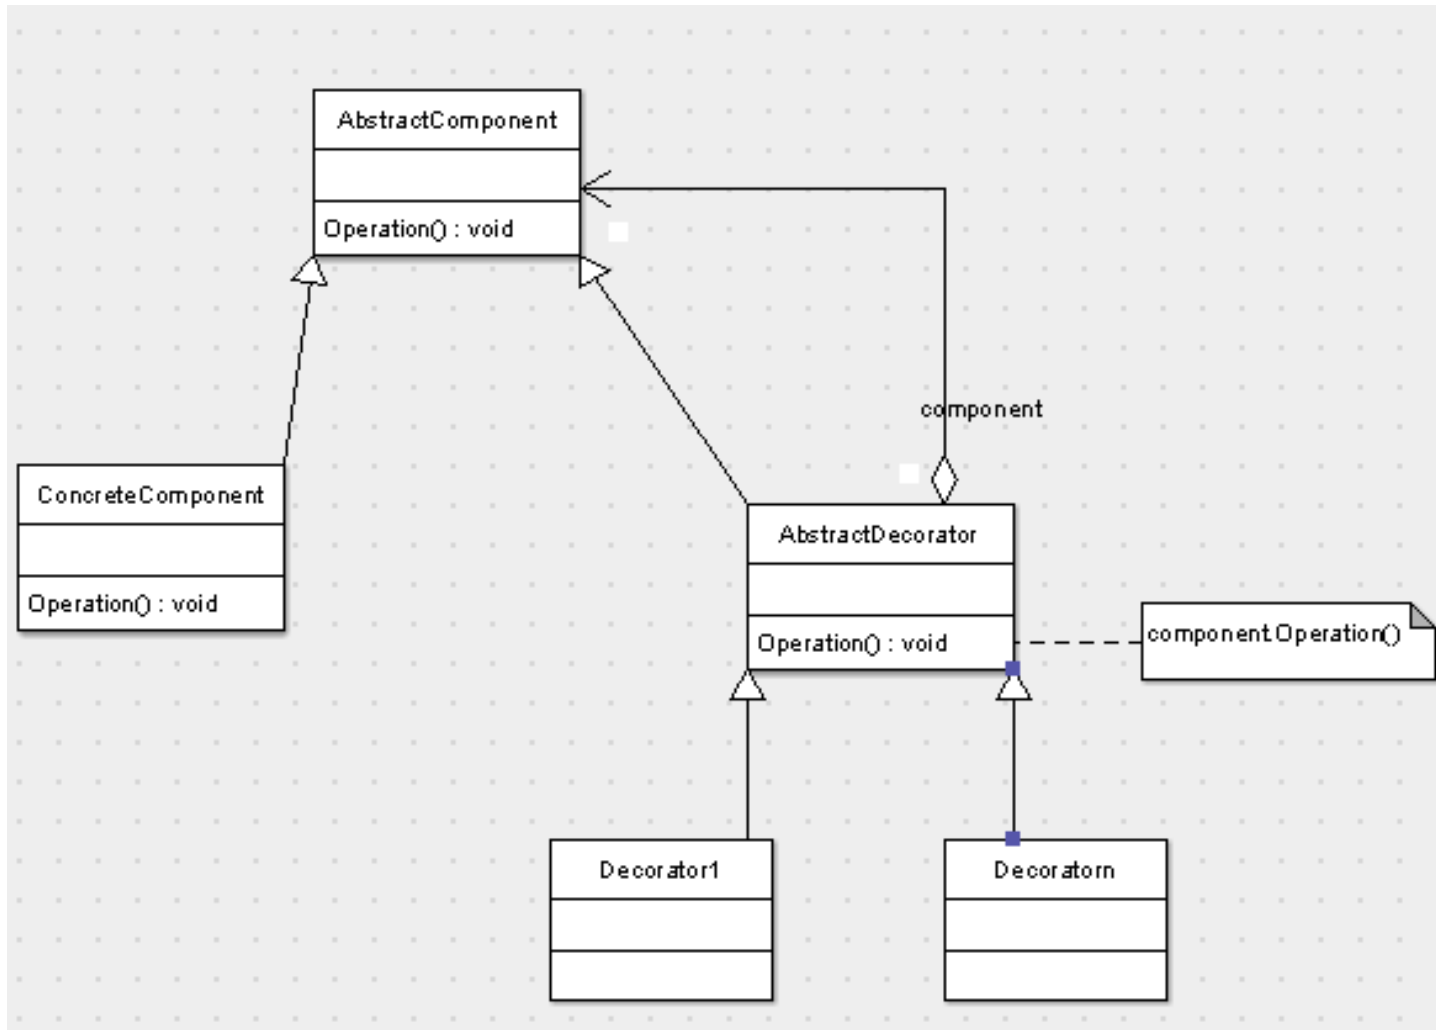 AbstractComponent
Operation() : void
component
ConcreteComponent
Operation() : void
AbstractDecorator
Operation() : void
component.Operation()
Decorator1
Decoratorn